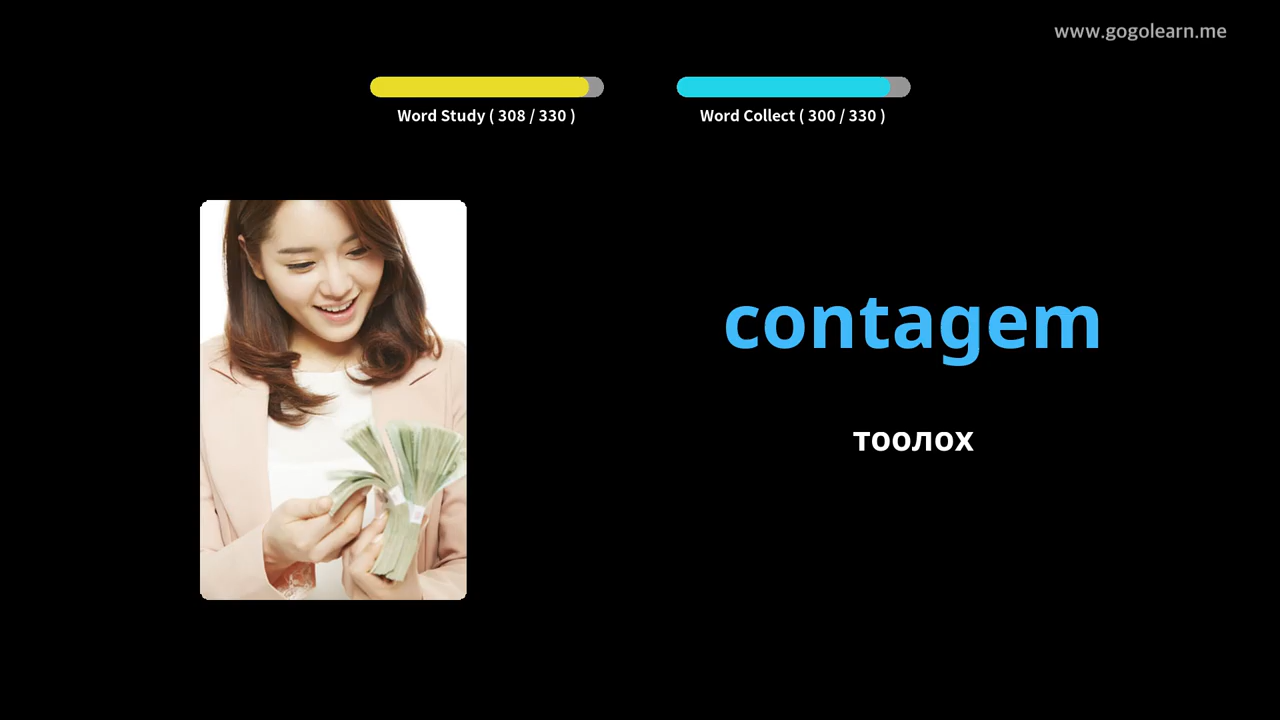 www.gogolearn.me
Word Study ( 308 / 330 )
Word Collect ( 300 / 330 )
contagem
тоолох